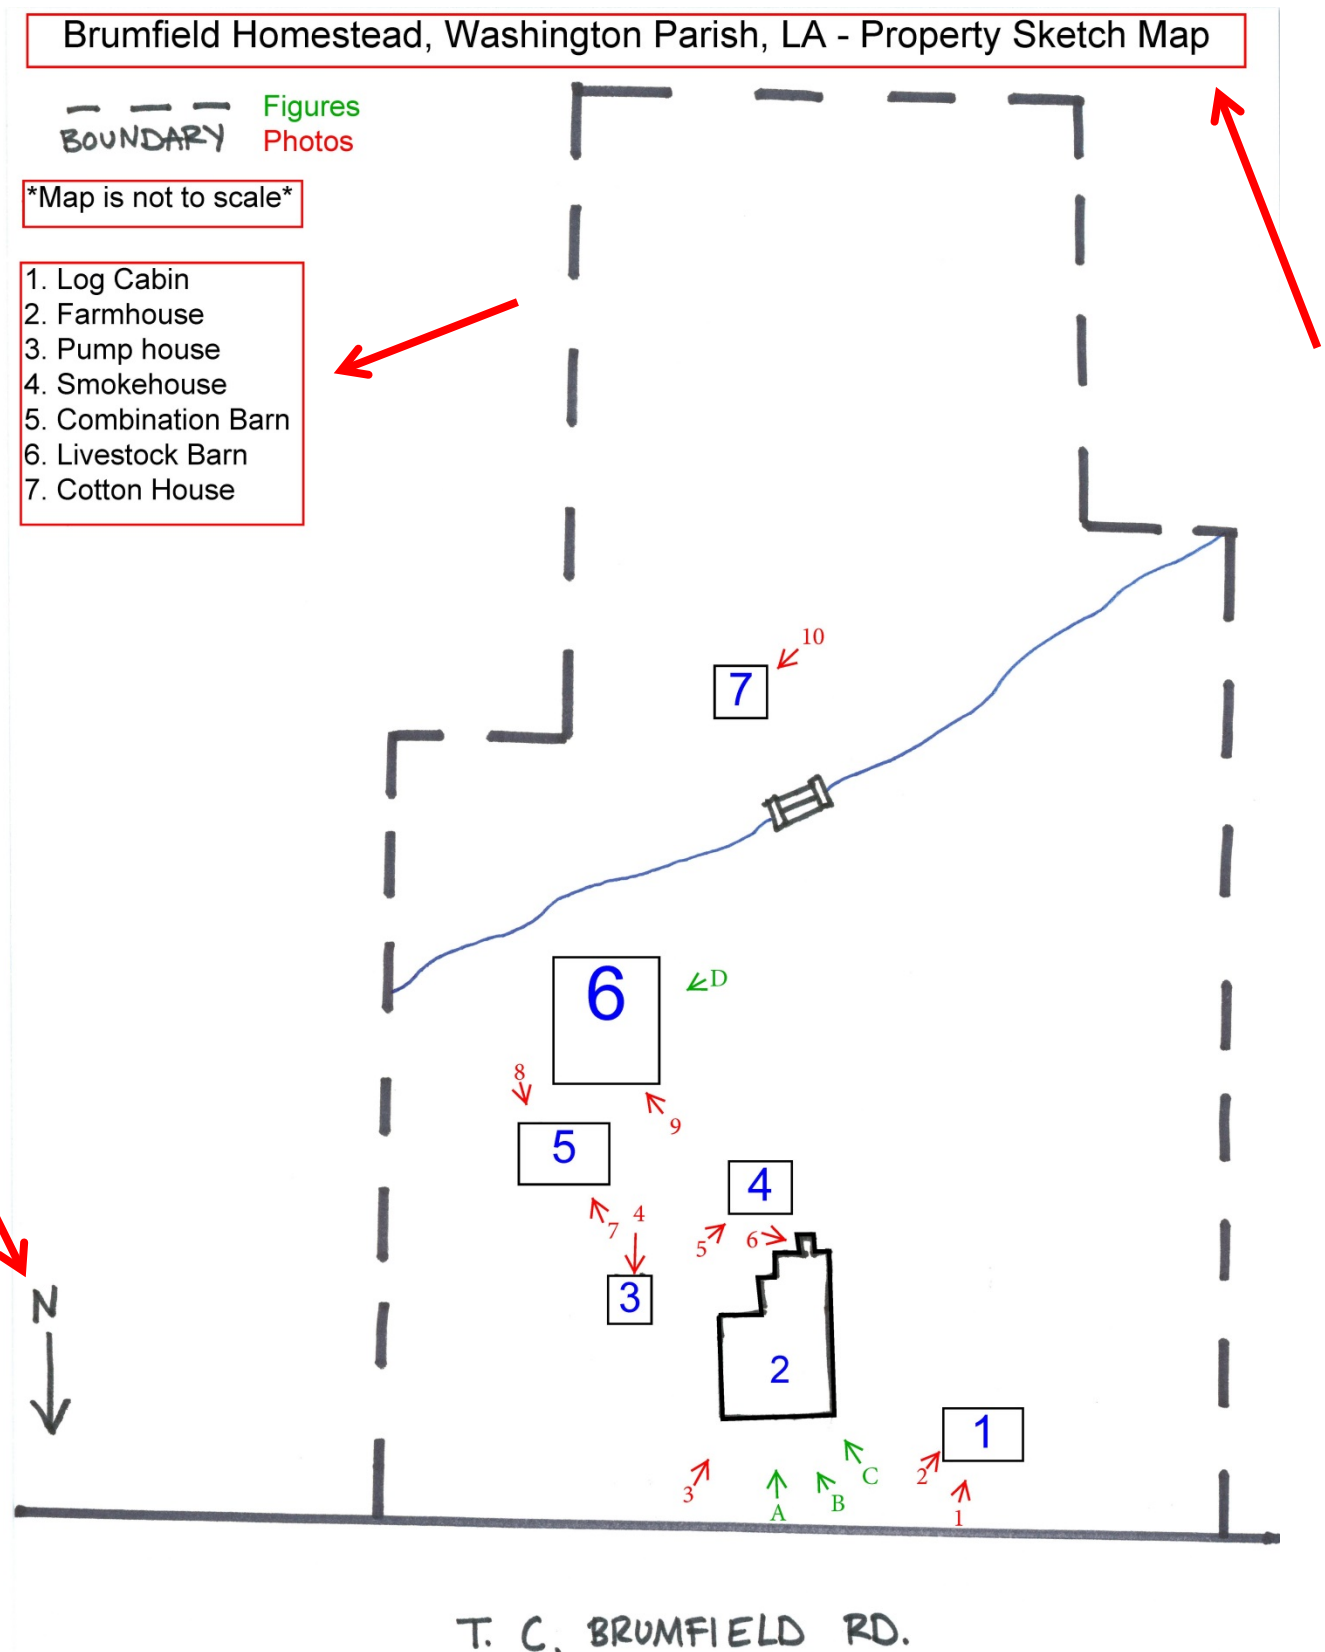 Brumfield Homestead, Washington Parish, LA - Property Sketch Map
Figures
BOUNDARY
Photos
*Map is not to scale*
1. Log Cabin
2. Farmhouse
3. Pump house
4. Smokehouse
5. Combination Barn
6. Livestock Barn
7. Cotton House
10
7
6
D
8
9
5
4
7
4
5
6
3
N
2
1
C
2
3
B
A
1
T. C. BRUMFIELD RD.